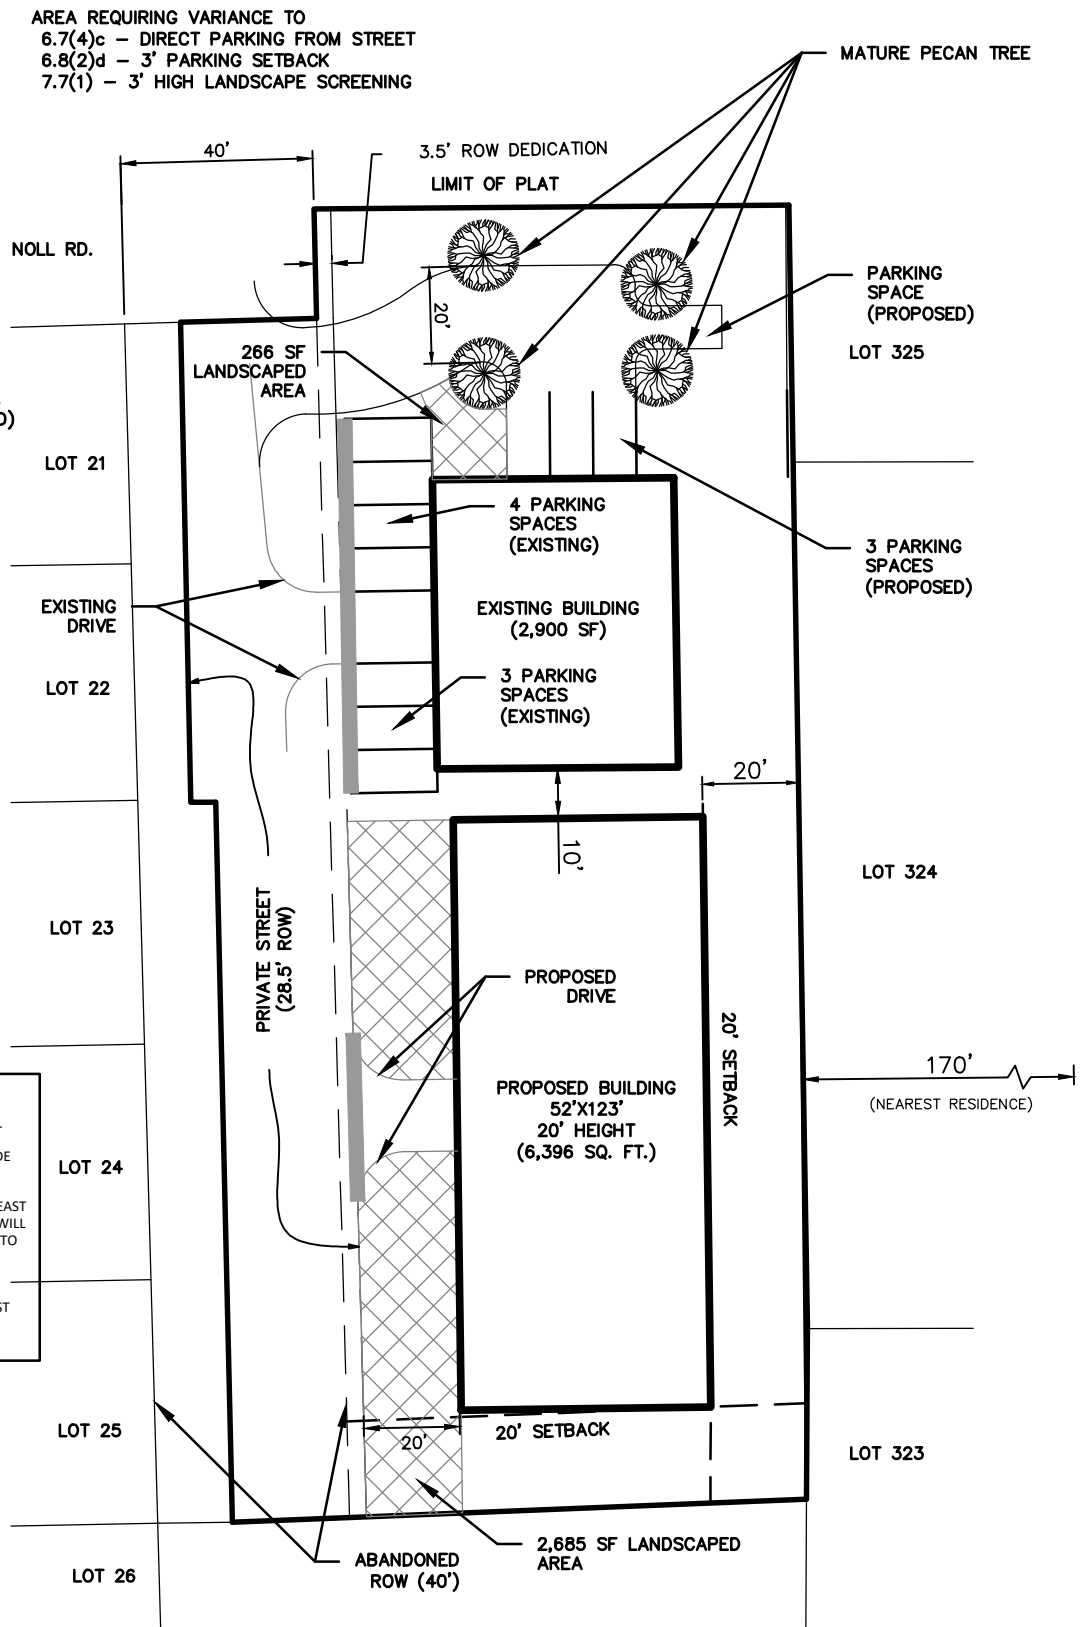 AREA REQUIRING VARIANCE TO
6.7(4)c – DIRECT PARKING FROM STREET
6.8(2)d – 3' PARKING SETBACK
7.7(1) – 3' HIGH LANDSCAPE SCREENING
MATURE PECAN TREE
40'
3.5' ROW DEDICATION
LIMIT OF PLAT
NOLL RD.
PARKING
SPACE
(PROPOSED)
20'
266 SF
LANDSCAPED
AREA
LOT 325
LOT 21
4 PARKING
SPACES
(EXISTING)
3 PARKING
SPACES
(PROPOSED)
EXISTING
DRIVE
EXISTING BUILDING
(2,900 SF)
LOT 22
3 PARKING
SPACES
(EXISTING)
20'
10'
LOT 324
LOT 23
PRIVATE STREET
(28.5' ROW)
PROPOSED
DRIVE
20' SETBACK
170'
(NEAREST RESIDENCE)
PROPOSED BUILDING
52'X123'
20' HEIGHT
(6,396 SQ. FT.)
LOT 24
EAST
WILL
TO
LOT 25
20'
20' SETBACK
LOT 323
2,685 SF LANDSCAPED
AREA
ABANDONED
ROW (40')
LOT 26